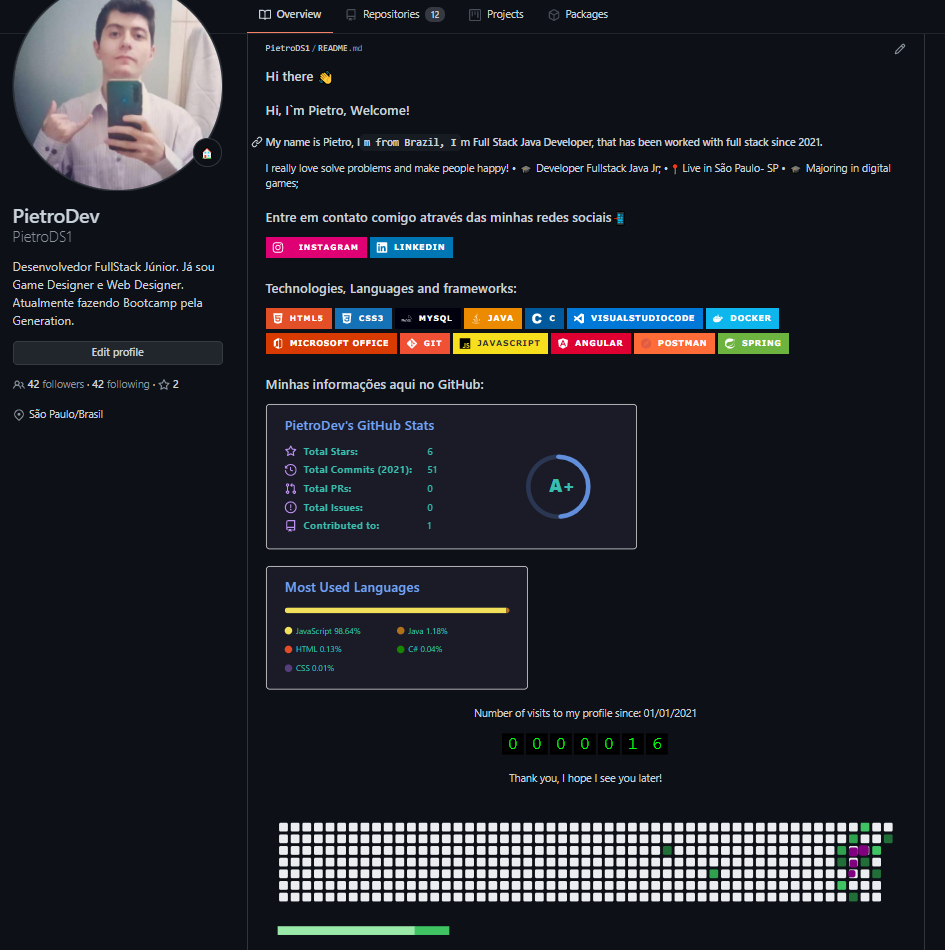 Overview
Repositories 12
Projects
Packages
PietroDev
PietroDS1
Desenvolvedor FullStack Júnior. Já sou
Game Designer e Web Designer.
Atualmente fazendo Bootcamp pela
Generation.
Edit profile
42 followers · 42 following · 2
São Paulo/Brasil
PietroDS1/README.md
Hi there 👋
Hi, I`m Pietro, Welcome!
My name is Pietro, I m from Brazil, I m Full Stack Java Developer, that has been worked with full stack since 2021.
I really love solve problems and make people happy! • 🎓 Developer Fullstack Java Jr; • 📍 Live in São Paulo- SP • 🎓 Majoring in digital
games;
Entre em contato comigo através das minhas redes sociais📲
INSTAGRAM LINKEDIN
Technologies, Languages and frameworks:
HTML5 CSS3 MYSQL JAVA C VISUALSTUDIOCODE DOCKER
MICROSOFT OFFICE GIT JAVASCRIPT ANGULAR POSTMAN SPRING
Minhas informações aqui no GitHub:
PietroDev's GitHub Stats
Total Stars: 6
Total Commits (2021): 51
Total PRs: 0
Total Issues: 0
Contributed to: 1
A+
Most Used Languages
JavaScript 98.64% Java 1.18%
HTML 0.13% C# 0.04%
CSS 0.01%
Number of visits to my profile since: 01/01/2021
0 0 0 0 0 1 6
Thank you, I hope I see you later!